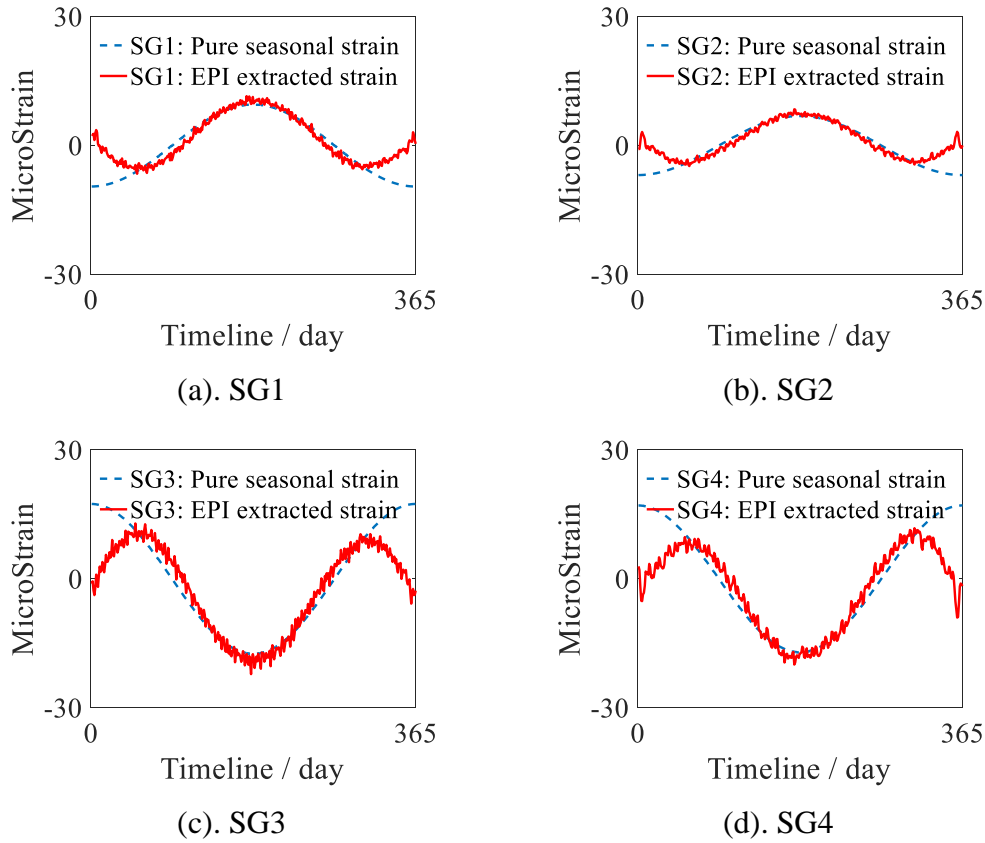 30
SG1: Pure seasonal strain
SG1: EPI extracted strain
MicroStrain
0
-30
0
365
Timeline / day
(a). SG1
30
SG2: Pure seasonal strain
SG2: EPI extracted strain
MicroStrain
0
-30
0
365
Timeline / day
(b). SG2
30
SG3: Pure seasonal strain
SG3: EPI extracted strain
MicroStrain
0
-30
0
365
Timeline / day
(c). SG3
30
SG4: Pure seasonal strain
SG4: EPI extracted strain
MicroStrain
0
-30
0
365
Timeline / day
(d). SG4